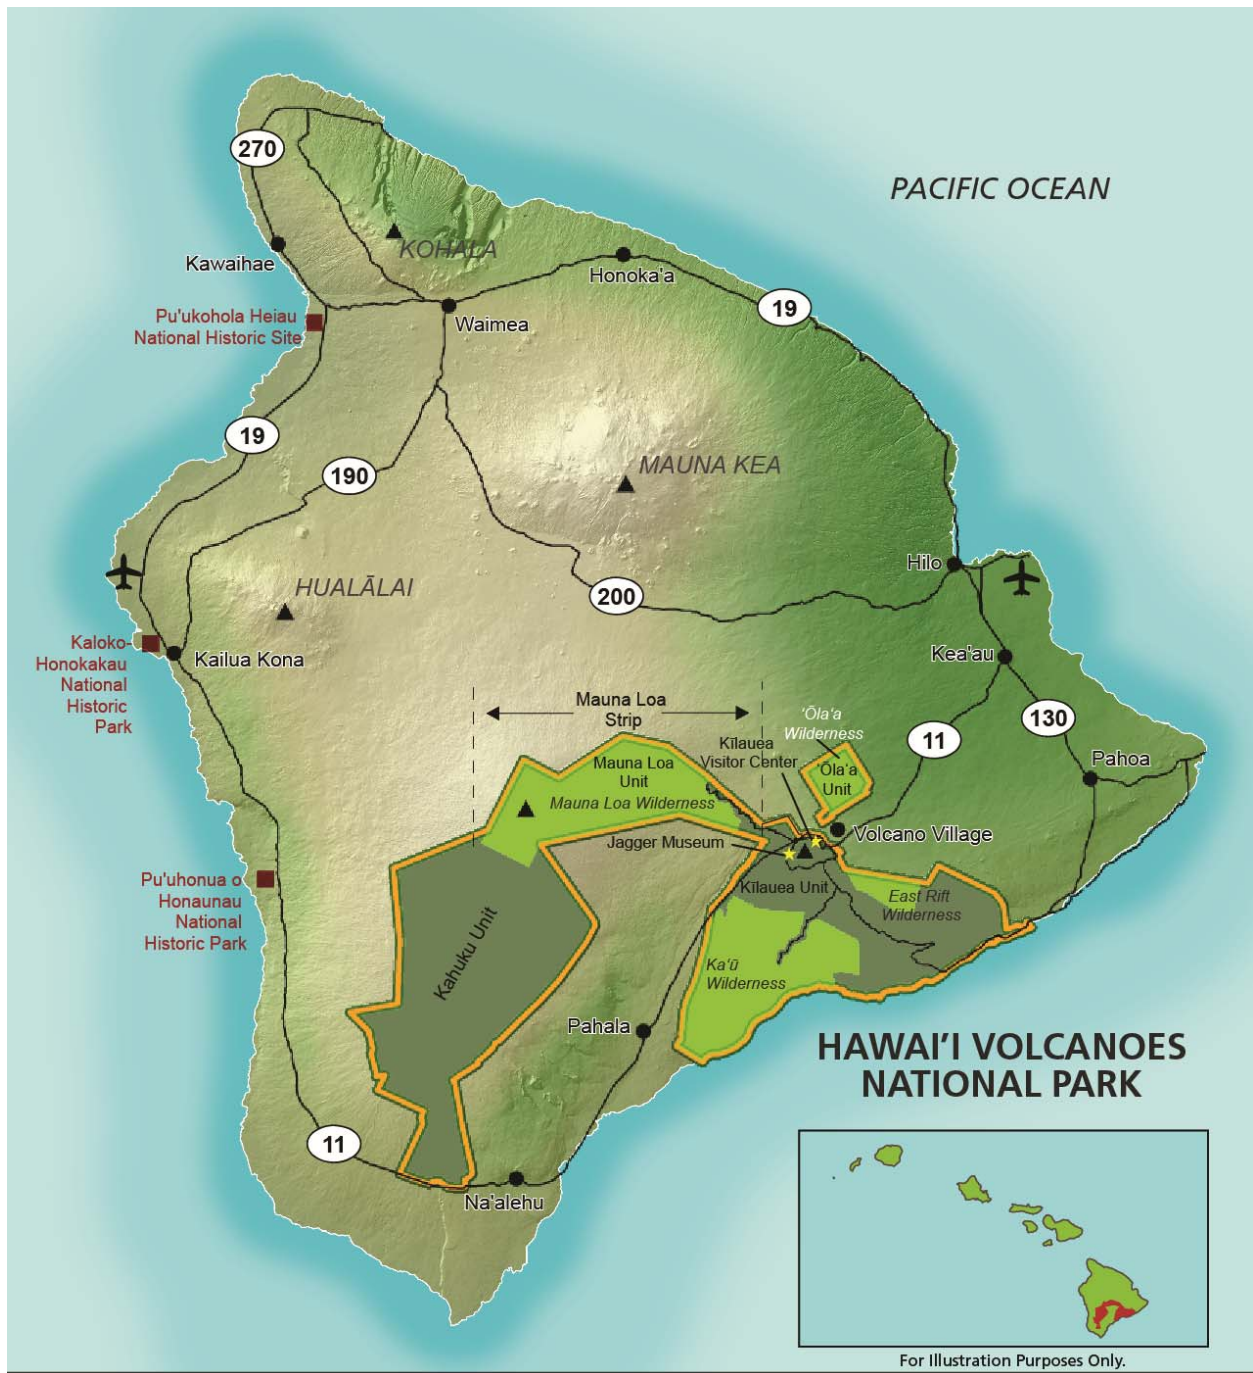 270
PACIFIC OCEAN
KOHALA
Kawaihae
Honoka'a
Pu'ukohola Heiau
National Historic Site
Waimea
19
19
190
MAUNA KEA
Hilo
HUALĀLAI
200
Kaloko-
Honokakau
National
Historic
Park
Kailua Kona
Kea'au
Mauna Loa
Strip
'Ōla'a
Wilderness
130
11
Kīlauea
Visitor Center
Pahoa
Mauna Loa
Unit
Mauna Loa Wilderness
'Ōla'a
Unit
Volcano Village
Jagger Museum
Pu'uhonua o
Honaunau
National
Historic Park
Kīlauea Unit
East Rift
Wilderness
Kahuku Unit
Ka'ū
Wilderness
Pahala
HAWAI'I VOLCANOES
NATIONAL PARK
11
Na'alehu
For Illustration Purposes Only.